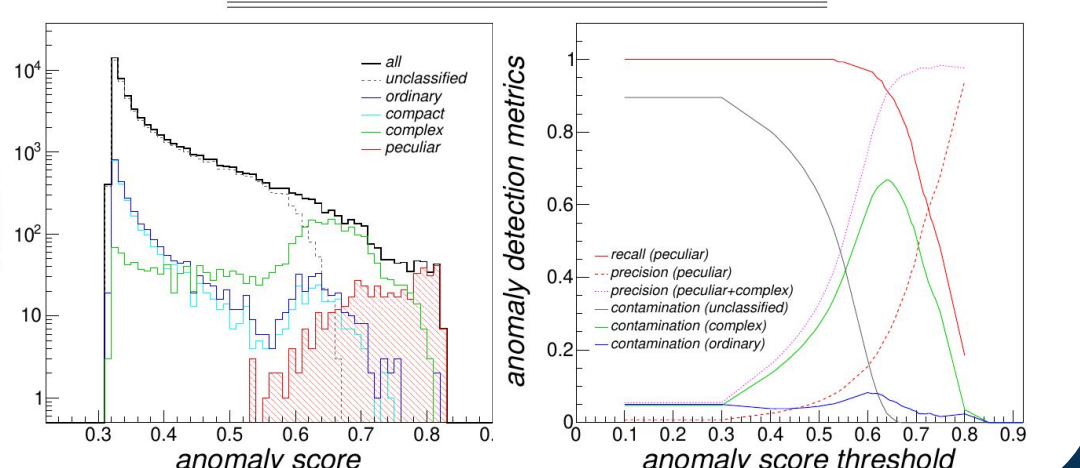 10⁴
10³
10²
10
1
all
unclassified
ordinary
compact
complex
peculiar
0.3 0.4 0.5 0.6 0.7 0.8
anomaly score
anomaly detection metrics
1
0.8
0.6
0.4
0.2
0
recall (peculiar)
precision (peculiar)
precision (peculiar+complex)
contamination (unclassified)
contamination (complex)
contamination (ordinary)
0 0.1 0.2 0.3 0.4 0.5 0.6 0.7 0.8 0.9
anomaly score threshold